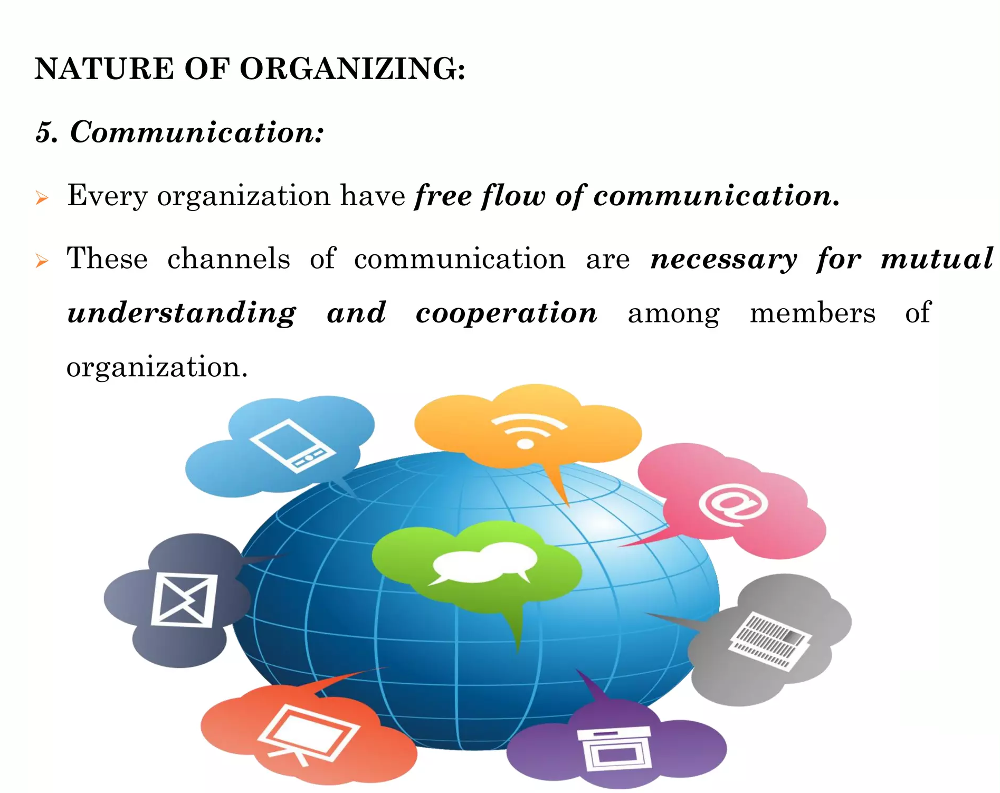 NATURE OF ORGANIZING:
5. Communication:
➢ Every organization have free flow of communication.
➢ These channels of communication are necessary for mutual
understanding and cooperation among members of
organization.
@